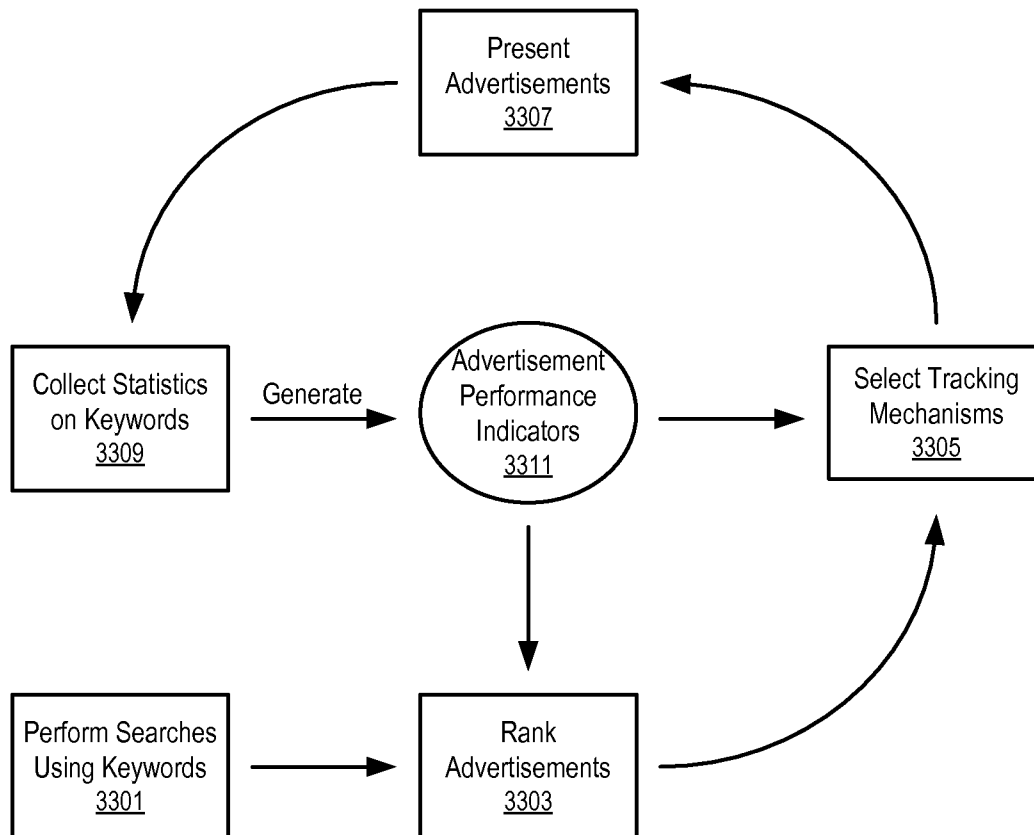 Present
Advertisements
3307
Collect Statistics
on Keywords
3309
Generate
Advertisement
Performance
Indicators
3311
Select Tracking
Mechanisms
3305
Perform Searches
Using Keywords
3301
Rank
Advertisements
3303